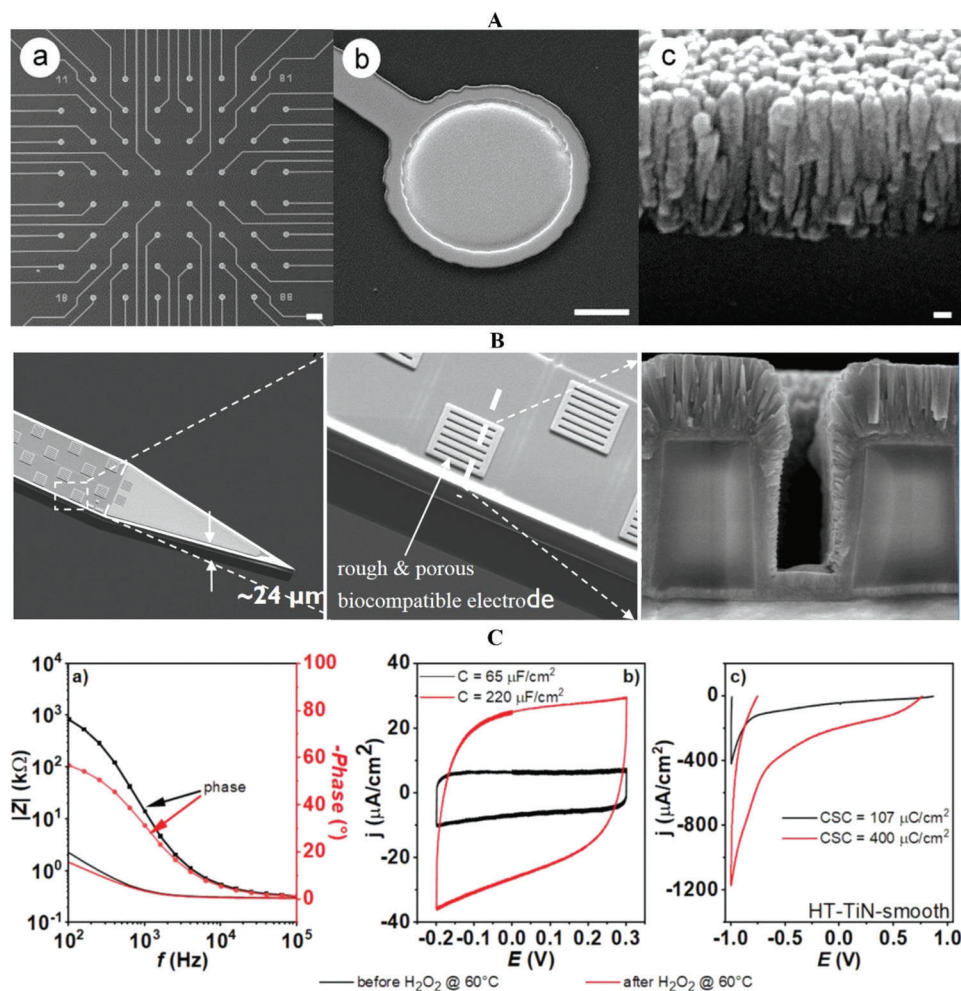 A
a
11
81
18
88
b
c
B
~24 µm
rough & porous
biocompatible electrode
C
a)
|Z| (kΩ)
10⁴
10³
10²
10¹
10⁰
10⁻¹
phase
100
80
60
40
20
0
-Phase (°)
10² 10³ 10⁴ 10⁵
f (Hz)
b)
C = 65 µF/cm²
C = 220 µF/cm²
j (µA/cm²)
40
20
0
-20
-40
-0.2 -0.1 0.0 0.1 0.2 0.3
E (V)
c)
j (µA/cm²)
0
-400
-800
-1200
CSC = 107 µC/cm²
CSC = 400 µC/cm²
HT-TiN-smooth
-1.0 -0.5 0.0 0.5 1.0
E (V)
before H₂O₂ @ 60°C after H₂O₂ @ 60°C